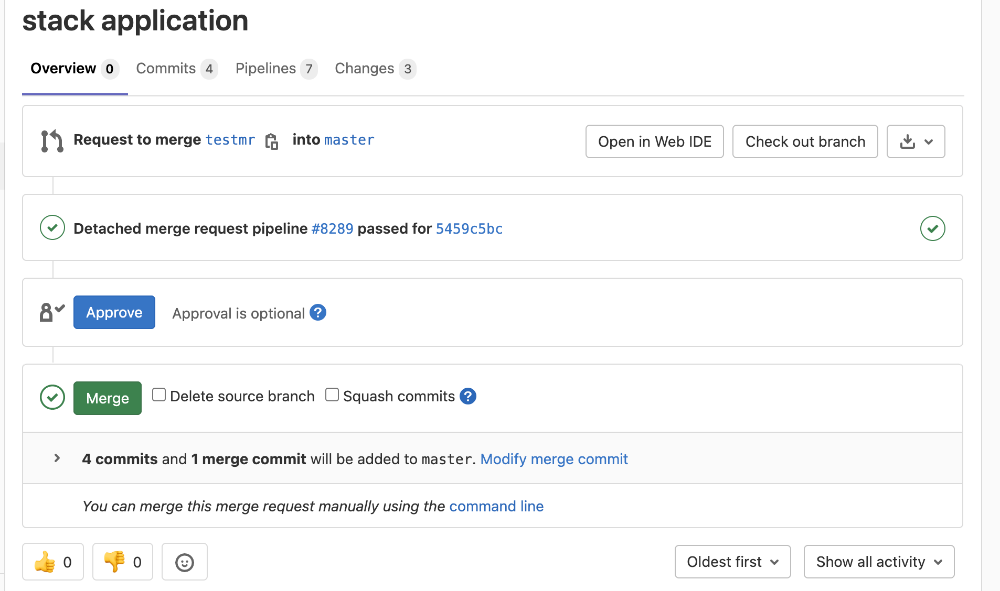 stack application
Overview 0 Commits 4 Pipelines 7 Changes 3
Request to merge testmr into master Open in Web IDE Check out branch
Detached merge request pipeline #8289 passed for 5459c5bc
Approve Approval is optional ?
Merge Delete source branch Squash commits ?
4 commits and 1 merge commit will be added to master. Modify merge commit
You can merge this merge request manually using the command line
0 0 Oldest first Show all activity